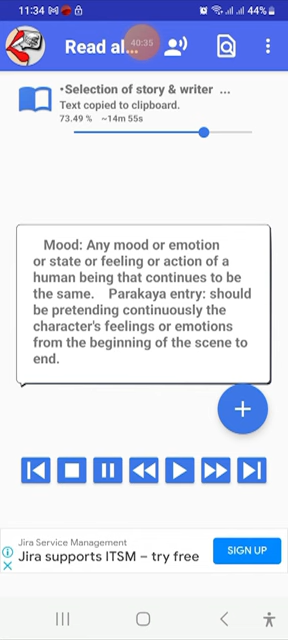 11:34 44%
Read al... 40:35
•Selection of story & writer ...
Text copied to clipboard.
73.49 % ~14m 55s
Mood: Any mood or emotion
or state or feeling or action of a
human being that continues to be
the same. Parakaya entry: should
be pretending continuously the
character's feelings or emotions
from the beginning of the scene to
end.
+
Jira Service Management
Jira supports ITSM – try free
SIGN UP